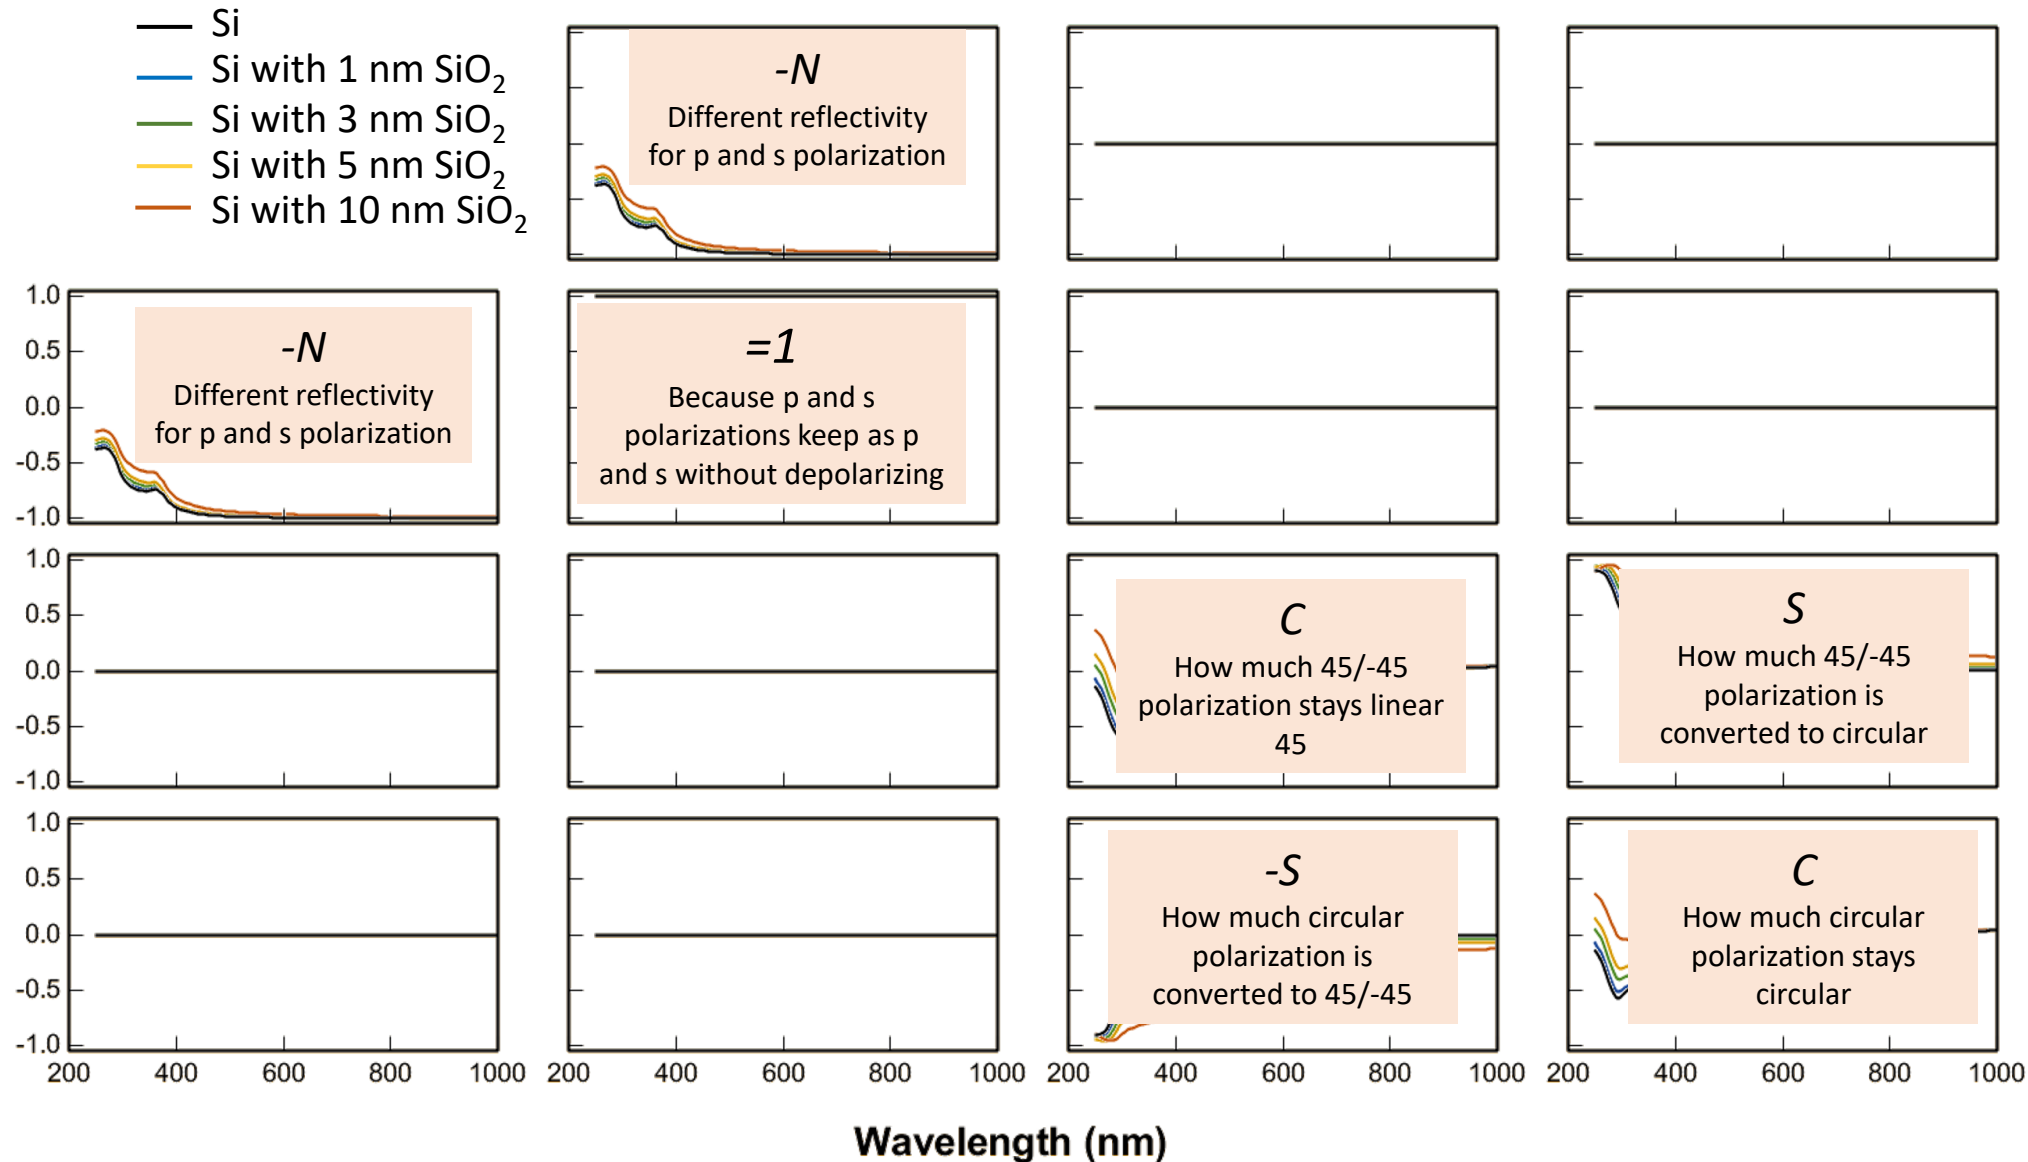 Si
Si with 1 nm SiO₂
Si with 3 nm SiO₂
Si with 5 nm SiO₂
Si with 10 nm SiO₂
-N
Different reflectivity
for p and s polarization
1.0
0.5
0.0
-0.5
-1.0
-N
Different reflectivity
for p and s polarization
=1
Because p and s
polarizations keep as p
and s without depolarizing
1.0
0.5
0.0
-0.5
-1.0
C
How much 45/-45
polarization stays linear
45
S
How much 45/-45
polarization is
converted to circular
1.0
0.5
0.0
-0.5
-1.0
-S
How much circular
polarization is
converted to 45/-45
C
How much circular
polarization stays
circular
200 400 600 800 1000
200 400 600 800 1000
200 400 600 800 1000
200 400 600 800 1000
Wavelength (nm)